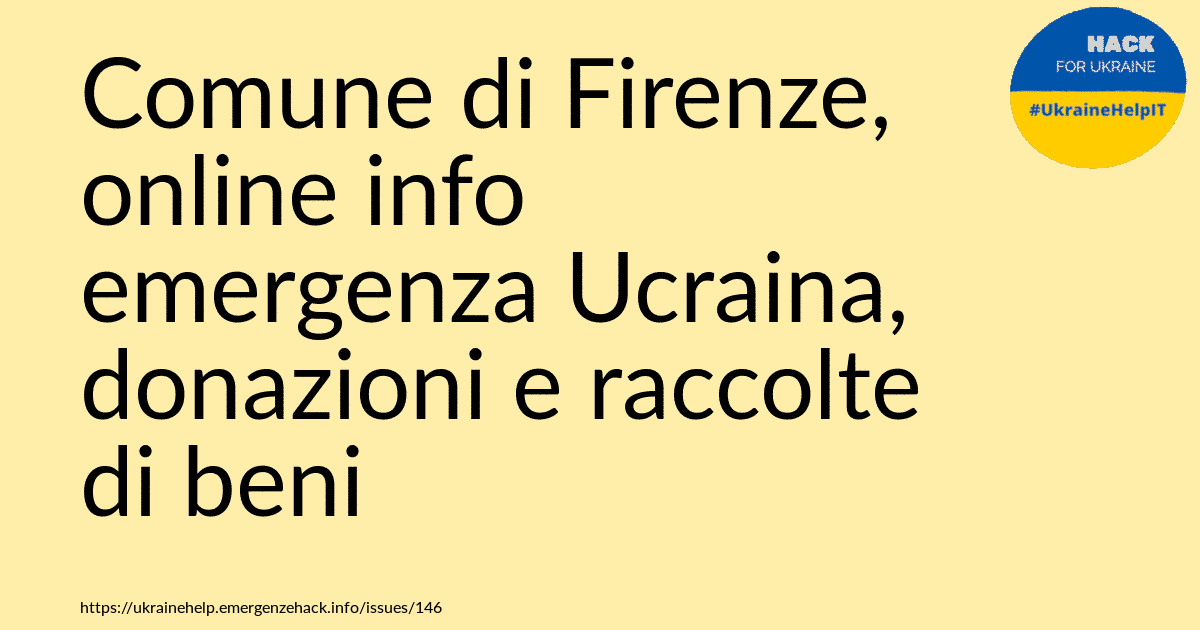 Comune di Firenze,
online info
emergenza Ucraina,
donazioni e raccolte
di beni
HACK
FOR UKRAINE
#UkraineHelpIT
https://ukrainehelp.emergenzehack.info/issues/146